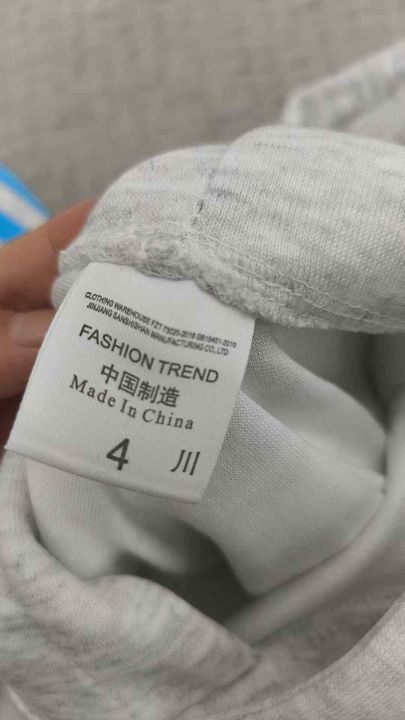 CLOTHING WAREHOUSE FZ1 73020-2019 GB18401-2010
JINJIANG SANSHISHAN MANUFACTURING CO., LTD
FASHION TREND
中国制造
Made In China
4 川